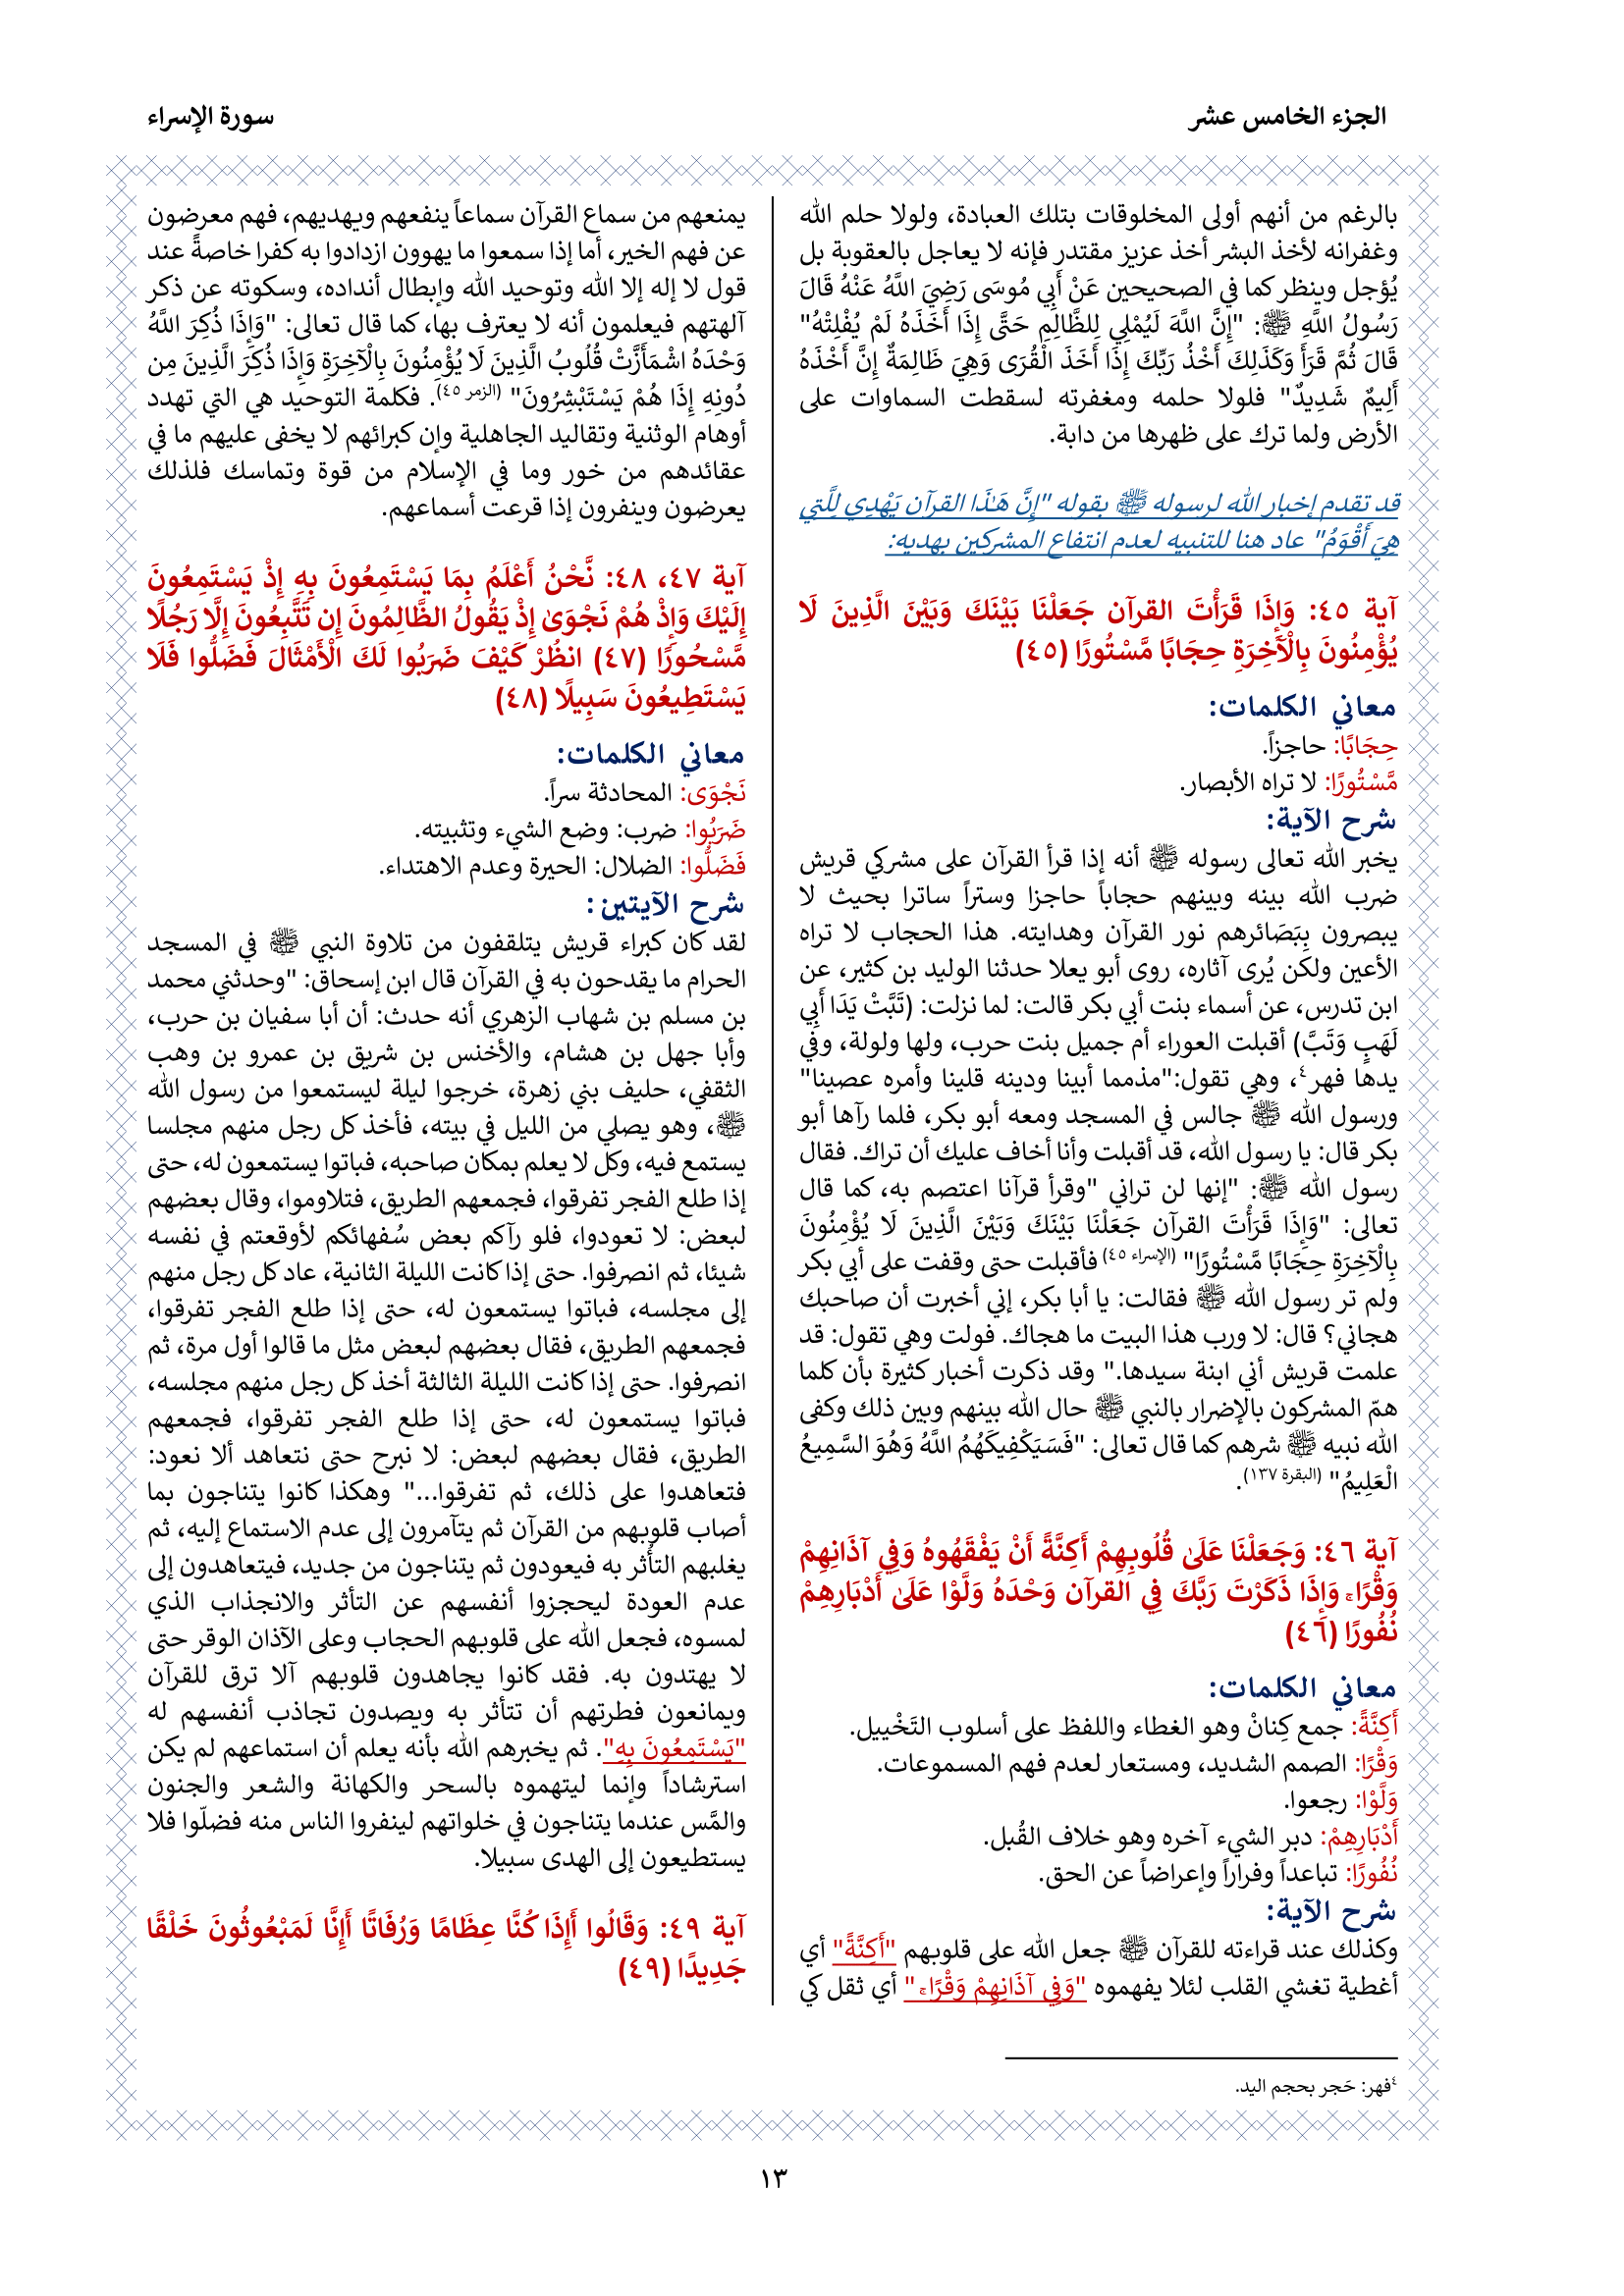 الجزء الخامس عشر
سورة الإسراء
بالرغم من أنهم أولى المخلوقات بتلك العبادة، ولولا حلم الله
وغفرانه لأخذ البشر أخذ عزيز مقتدر فإنه لا يعاجل بالعقوبة بل
يُؤجل وينظر كما في الصحيحين عَنْ أَبِي مُوسَى رَضِيَ اللَّهُ عَنْهُ قَالَ
رَسُولُ اللَّهِ ﷺ: "إِنَّ اللَّهَ لَيُمْلِي لِلظَّالِمِ حَتَّى إِذَا أَخَذَهُ لَمْ يُفْلِتْهُ"
قَالَ ثُمَّ قَرَأَ وَكَذَلِكَ أَخْذُ رَبِّكَ إِذَا أَخَذَ الْقُرَى وَهِيَ ظَالِمَةٌ إِنَّ أَخْذَهُ
أَلِيمٌ شَدِيدٌ" فلولا حلمه ومغفرته لسقطت السماوات على
الأرض ولما ترك على ظهرها من دابة.
قد تقدم إخبار الله لرسوله ﷺ بقوله "إِنَّ هَـٰذَا القرآن يَهْدِي لِلَّتِي
هِيَ أَقْوَمُ" عاد هنا للتنبيه لعدم انتفاع المشركين بهديه:
آية ٤٥: وَإِذَا قَرَأْتَ القرآن جَعَلْنَا بَيْنَكَ وَبَيْنَ الَّذِينَ لَا
يُؤْمِنُونَ بِالْآخِرَةِ حِجَابًا مَّسْتُورًا (٤٥)
معاني الكلمات:
حِجَابًا: حاجزاً.
مَّسْتُورًا: لا تراه الأبصار.
شرح الآية:
يخبر الله تعالى رسوله ﷺ أنه إذا قرأ القرآن على مشركي قريش
ضرب الله بينه وبينهم حجاباً حاجزا وستراً ساترا بحيث لا
يبصرون بِبَصَائرهم نور القرآن وهدايته. هذا الحجاب لا تراه
الأعين ولكن يُرى آثاره، روى أبو يعلا حدثنا الوليد بن كثير، عن
ابن تدرس، عن أسماء بنت أبي بكر قالت: لما نزلت: (تَبَّتْ يَدَا أَبِي
لَهَبٍ وَتَبَّ) أقبلت العوراء أم جميل بنت حرب، ولها ولولة، وفي
يدها فهر٤، وهي تقول:"مذمما أبينا ودينه قلينا وأمره عصينا"
ورسول الله ﷺ جالس في المسجد ومعه أبو بكر، فلما رآها أبو
بكر قال: يا رسول الله، قد أقبلت وأنا أخاف عليك أن تراك. فقال
رسول الله ﷺ: "إنها لن تراني "وقرأ قرآنا اعتصم به، كما قال
تعالى: "وَإِذَا قَرَأْتَ القرآن جَعَلْنَا بَيْنَكَ وَبَيْنَ الَّذِينَ لَا يُؤْمِنُونَ
بِالْآخِرَةِ حِجَابًا مَّسْتُورًا" (الإسراء ٤٥) فأقبلت حتى وقفت على أبي بكر
ولم تر رسول الله ﷺ فقالت: يا أبا بكر، إني أخبرت أن صاحبك
هجاني؟ قال: لا ورب هذا البيت ما هجاك. فولت وهي تقول: قد
علمت قريش أني ابنة سيدها." وقد ذكرت أخبار كثيرة بأن كلما
همّ المشركون بالإضرار بالنبي ﷺ حال الله بينهم وبين ذلك وكفى
الله نبيه ﷺ شرهم كما قال تعالى: "فَسَيَكْفِيكَهُمُ اللَّهُ وَهُوَ السَّمِيعُ
الْعَلِيمُ" (البقرة ١٣٧).
آية ٤٦: وَجَعَلْنَا عَلَىٰ قُلُوبِهِمْ أَكِنَّةً أَنْ يَفْقَهُوهُ وَفِي آذَانِهِمْ
وَقْرًاۚ وَإِذَا ذَكَرْتَ رَبَّكَ فِي القرآن وَحْدَهُ وَلَّوْا عَلَىٰ أَدْبَارِهِمْ
نُفُورًا (٤٦)
معاني الكلمات:
أَكِنَّةً: جمع كِنانْ وهو الغطاء واللفظ على أسلوب التَخْييل.
وَقْرًا: الصمم الشديد، ومستعار لعدم فهم المسموعات.
وَلَّوْا: رجعوا.
أَدْبَارِهِمْ: دبر الشيء آخره وهو خلاف القُبل.
نُفُورًا: تباعداً وفراراً وإعراضاً عن الحق.
شرح الآية:
وكذلك عند قراءته للقرآن ﷺ جعل الله على قلوبهم "أَكِنَّةً" أي
أغطية تغشي القلب لئلا يفهموه "وَفِي آذَانِهِمْ وَقْرًاۚ" أي ثقل كي
يمنعهم من سماع القرآن سماعاً ينفعهم ويهديهم، فهم معرضون
عن فهم الخير، أما إذا سمعوا ما يهوون ازدادوا به كفرا خاصةً عند
قول لا إله إلا الله وتوحيد الله وإبطال أنداده، وسكوته عن ذكر
آلهتهم فيعلمون أنه لا يعترف بها، كما قال تعالى: "وَإِذَا ذُكِرَ اللَّهُ
وَحْدَهُ اشْمَأَزَّتْ قُلُوبُ الَّذِينَ لَا يُؤْمِنُونَ بِالْآخِرَةِ وَإِذَا ذُكِرَ الَّذِينَ مِن
دُونِهِ إِذَا هُمْ يَسْتَبْشِرُونَ" (الزمر ٤٥). فكلمة التوحيد هي التي تهدد
أوهام الوثنية وتقاليد الجاهلية وإن كبرائهم لا يخفى عليهم ما في
عقائدهم من خور وما في الإسلام من قوة وتماسك فلذلك
يعرضون وينفرون إذا قرعت أسماعهم.
آية ٤٧، ٤٨: نَّحْنُ أَعْلَمُ بِمَا يَسْتَمِعُونَ بِهِ إِذْ يَسْتَمِعُونَ
إِلَيْكَ وَإِذْ هُمْ نَجْوَىٰ إِذْ يَقُولُ الظَّالِمُونَ إِن تَتَّبِعُونَ إِلَّا رَجُلًا
مَّسْحُورًا (٤٧) انظُرْ كَيْفَ ضَرَبُوا لَكَ الْأَمْثَالَ فَضَلُّوا فَلَا
يَسْتَطِيعُونَ سَبِيلًا (٤٨)
معاني الكلمات:
نَجْوَى: المحادثة سراً.
ضَرَبُوا: ضرب: وضع الشيء وتثبيته.
فَضَلُّوا: الضلال: الحيرة وعدم الاهتداء.
شرح الآيتين:
لقد كان كبراء قريش يتلقفون من تلاوة النبي ﷺ في المسجد
الحرام ما يقدحون به في القرآن قال ابن إسحاق: "وحدثني محمد
بن مسلم بن شهاب الزهري أنه حدث: أن أبا سفيان بن حرب،
وأبا جهل بن هشام، والأخنس بن شريق بن عمرو بن وهب
الثقفي، حليف بني زهرة، خرجوا ليلة ليستمعوا من رسول الله
ﷺ، وهو يصلي من الليل في بيته، فأخذ كل رجل منهم مجلسا
يستمع فيه، وكل لا يعلم بمكان صاحبه، فباتوا يستمعون له، حتى
إذا طلع الفجر تفرقوا، فجمعهم الطريق، فتلاوموا، وقال بعضهم
لبعض: لا تعودوا، فلو رآكم بعض سُفهائكم لأوقعتم في نفسه
شيئا، ثم انصرفوا. حتى إذا كانت الليلة الثانية، عاد كل رجل منهم
إلى مجلسه، فباتوا يستمعون له، حتى إذا طلع الفجر تفرقوا،
فجمعهم الطريق، فقال بعضهم لبعض مثل ما قالوا أول مرة، ثم
انصرفوا. حتى إذا كانت الليلة الثالثة أخذ كل رجل منهم مجلسه،
فباتوا يستمعون له، حتى إذا طلع الفجر تفرقوا، فجمعهم
الطريق، فقال بعضهم لبعض: لا نبرح حتى نتعاهد ألا نعود:
فتعاهدوا على ذلك، ثم تفرقوا..." وهكذا كانوا يتناجون بما
أصاب قلوبهم من القرآن ثم يتآمرون إلى عدم الاستماع إليه، ثم
يغلبهم التأُثر به فيعودون ثم يتناجون من جديد، فيتعاهدون إلى
عدم العودة ليحجزوا أنفسهم عن التأثر والانجذاب الذي
لمسوه، فجعل الله على قلوبهم الحجاب وعلى الآذان الوقر حتى
لا يهتدون به. فقد كانوا يجاهدون قلوبهم آلا ترق للقرآن
ويمانعون فطرتهم أن تتأثر به ويصدون تجاذب أنفسهم له
"يَسْتَمِعُونَ بِهِ". ثم يخبرهم الله بأنه يعلم أن استماعهم لم يكن
استرشاداً وإنما ليتهموه بالسحر والكهانة والشعر والجنون
والمَّس عندما يتناجون في خلواتهم لينفروا الناس منه فضلّوا فلا
يستطيعون إلى الهدى سبيلا.
آية ٤٩: وَقَالُوا أَإِذَا كُنَّا عِظَامًا وَرُفَاتًا أَإِنَّا لَمَبْعُوثُونَ خَلْقًا
جَدِيدًا (٤٩)
٤فهر: حَجر بحجم اليد.
١٣